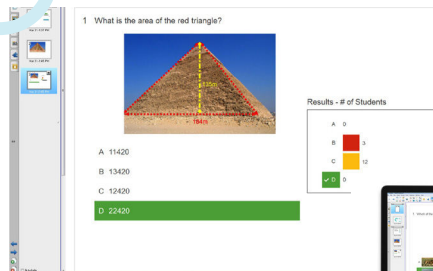 1 What is the area of the red triangle?
184m
A 11420
B 13420
C 12420
D 22420
Results - # of Students
A 0
B 3
C 12
D 0